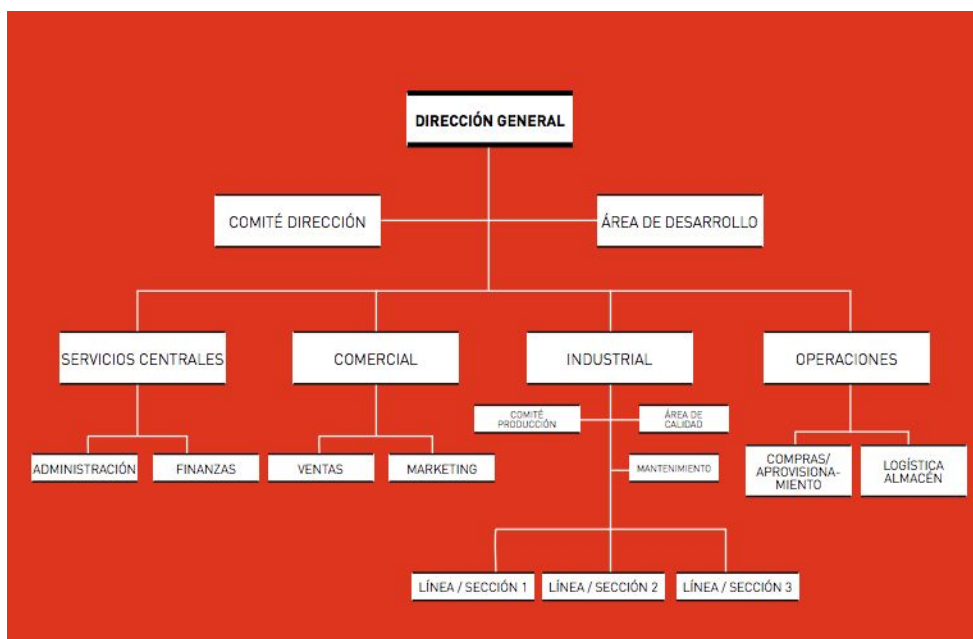 DIRECCIÓN GENERAL
COMITÉ DIRECCIÓN
ÁREA DE DESARROLLO
SERVICIOS CENTRALES
COMERCIAL
INDUSTRIAL
OPERACIONES
COMITÉ
PRODUCCIÓN
ÁREA DE
CALIDAD
ADMINISTRACIÓN
FINANZAS
VENTAS
MARKETING
MANTENIMIENTO
COMPRAS/
APROVISIONA-
MIENTO
LOGÍSTICA
ALMACÉN
LÍNEA / SECCIÓN 1
LÍNEA / SECCIÓN 2
LÍNEA / SECCIÓN 3